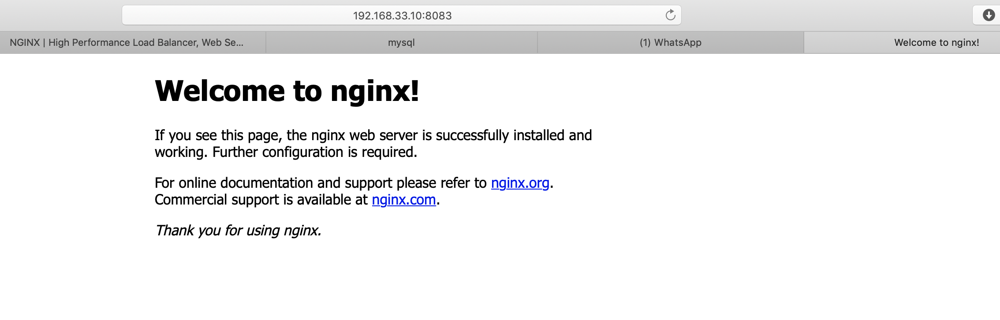 192.168.33.10:8083
NGINX | High Performance Load Balancer, Web Se...
mysql
(1) WhatsApp
Welcome to nginx!
Welcome to nginx!
If you see this page, the nginx web server is successfully installed and
working. Further configuration is required.
For online documentation and support please refer to nginx.org.
Commercial support is available at nginx.com.
Thank you for using nginx.